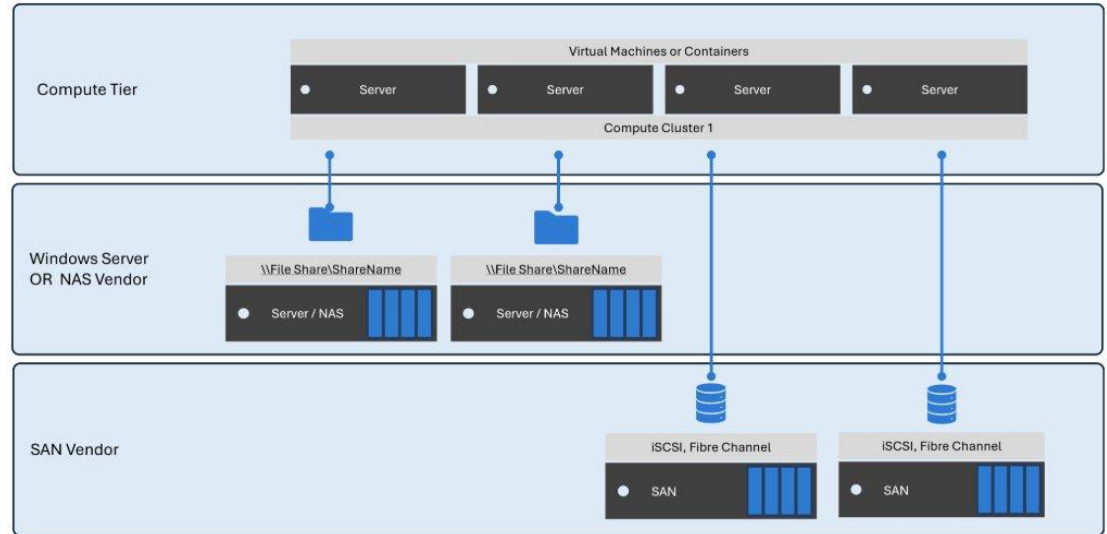 Virtual Machines or Containers
Compute Tier
Server
Server
Server
Server
Compute Cluster 1
Windows Server
OR  NAS Vendor
\\File Share\ShareName
\\File Share\ShareName
Server / NAS
Server / NAS
SAN Vendor
iSCSI, Fibre Channel
iSCSI, Fibre Channel
SAN
SAN